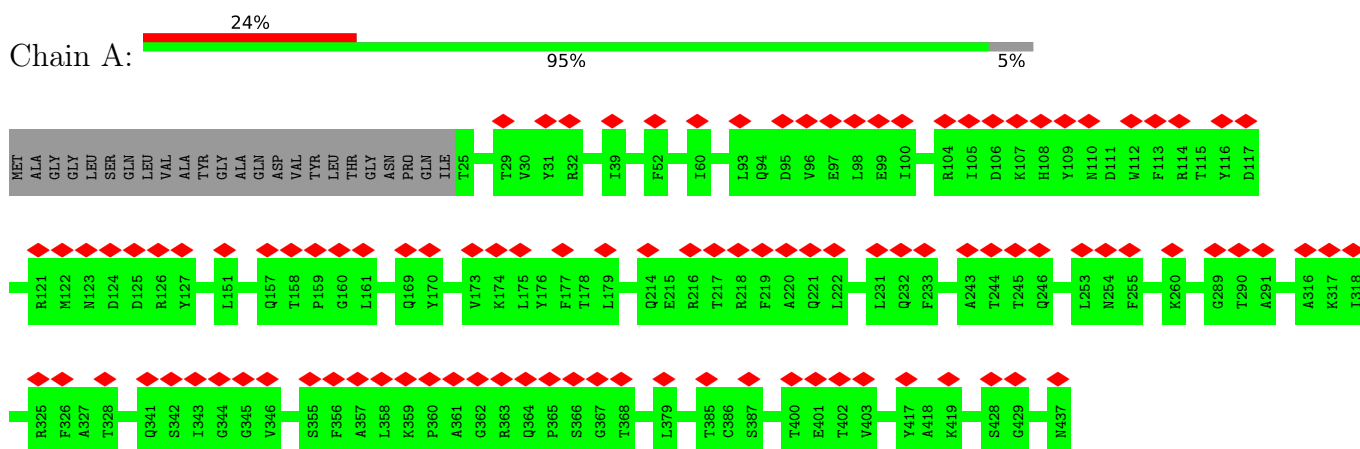 24%
Chain A:
95% 5%
MET ALA GLY GLY LEU SER GLN LEU VAL ALA TYR GLY ALA GLN ASP VAL TYR LEU THR GLY ASN PRO GLN ILE T25 T29 V30 Y31 R32 I39 F52 I60 L93 Q94 D95 V96 E97 L98 E99 I100 R104 I105 D106 K107 H108 Y109 N110 D111 W112 F113 R114 T115 Y116 D117
R121 M122 N123 D124 D125 R126 Y127 L151 Q157 T158 P159 G160 L161 Q169 Y170 V173 K174 L175 Y176 F177 T178 L179 Q214 E215 R216 T217 R218 F219 A220 Q221 L222 L231 Q232 F233 A243 T244 T245 Q246 L253 N254 F255 K260 G289 T290 A291 A316 K317 I318
R325 F326 A327 T328 Q341 S342 I343 G344 G345 V346 S355 F356 A357 L358 K359 P360 A361 G362 R363 Q364 P365 S366 G367 T368 L379 T385 C386 S387 T400 E401 T402 V403 Y417 A418 K419 S428 G429 N437